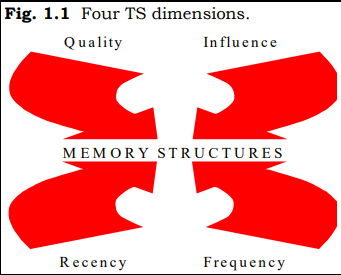 Fig. 1.1 Four TS dimensions.
Quality Influence
MEMORY STRUCTURES
Recency Frequency